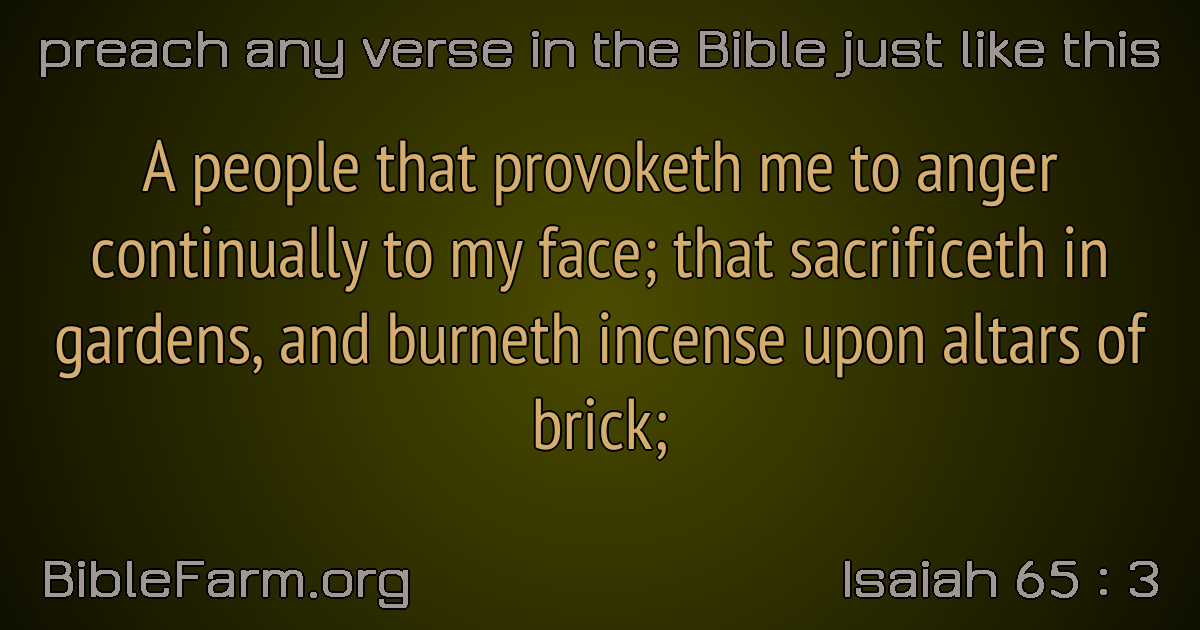 preach any verse in the Bible just like this
A people that provoketh me to anger
continually to my face; that sacrificeth in
gardens, and burneth incense upon altars of
brick;
BibleFarm.org
Isaiah 65 : 3